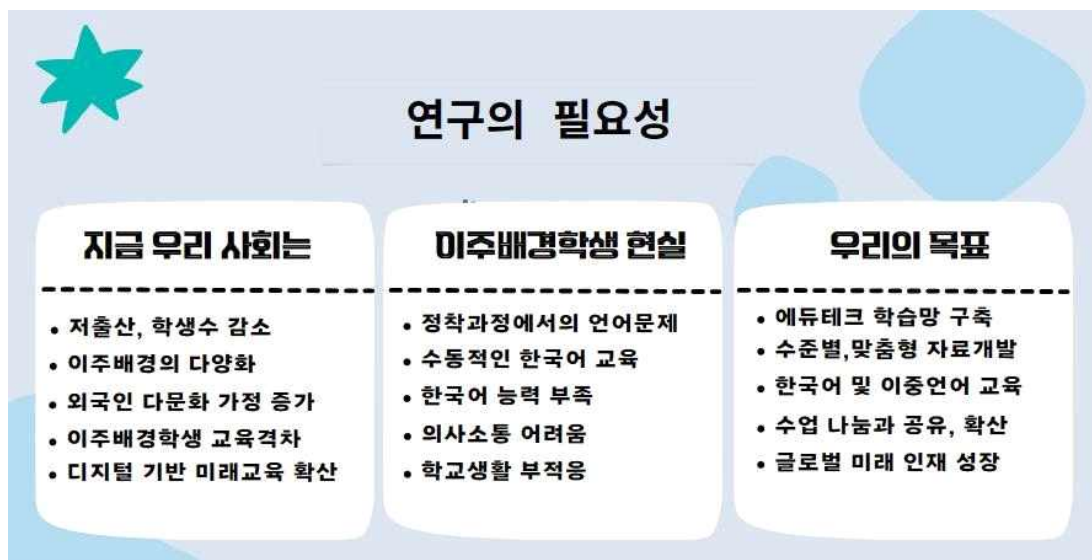 연구의 필요성
지금 우리 사회는
• 저출산, 학생수 감소
• 이주배경의 다양화
• 외국인 다문화 가정 증가
• 이주배경학생 교육격차
• 디지털 기반 미래교육 확산
이주배경학생 현실
• 정착과정에서의 언어문제
• 수동적인 한국어 교육
• 한국어 능력 부족
• 의사소통 어려움
• 학교생활 부적응
우리의 목표
• 에듀테크 학습망 구축
• 수준별,맞춤형 자료개발
• 한국어 및 이중언어 교육
• 수업 나눔과 공유, 확산
• 글로벌 미래 인재 성장